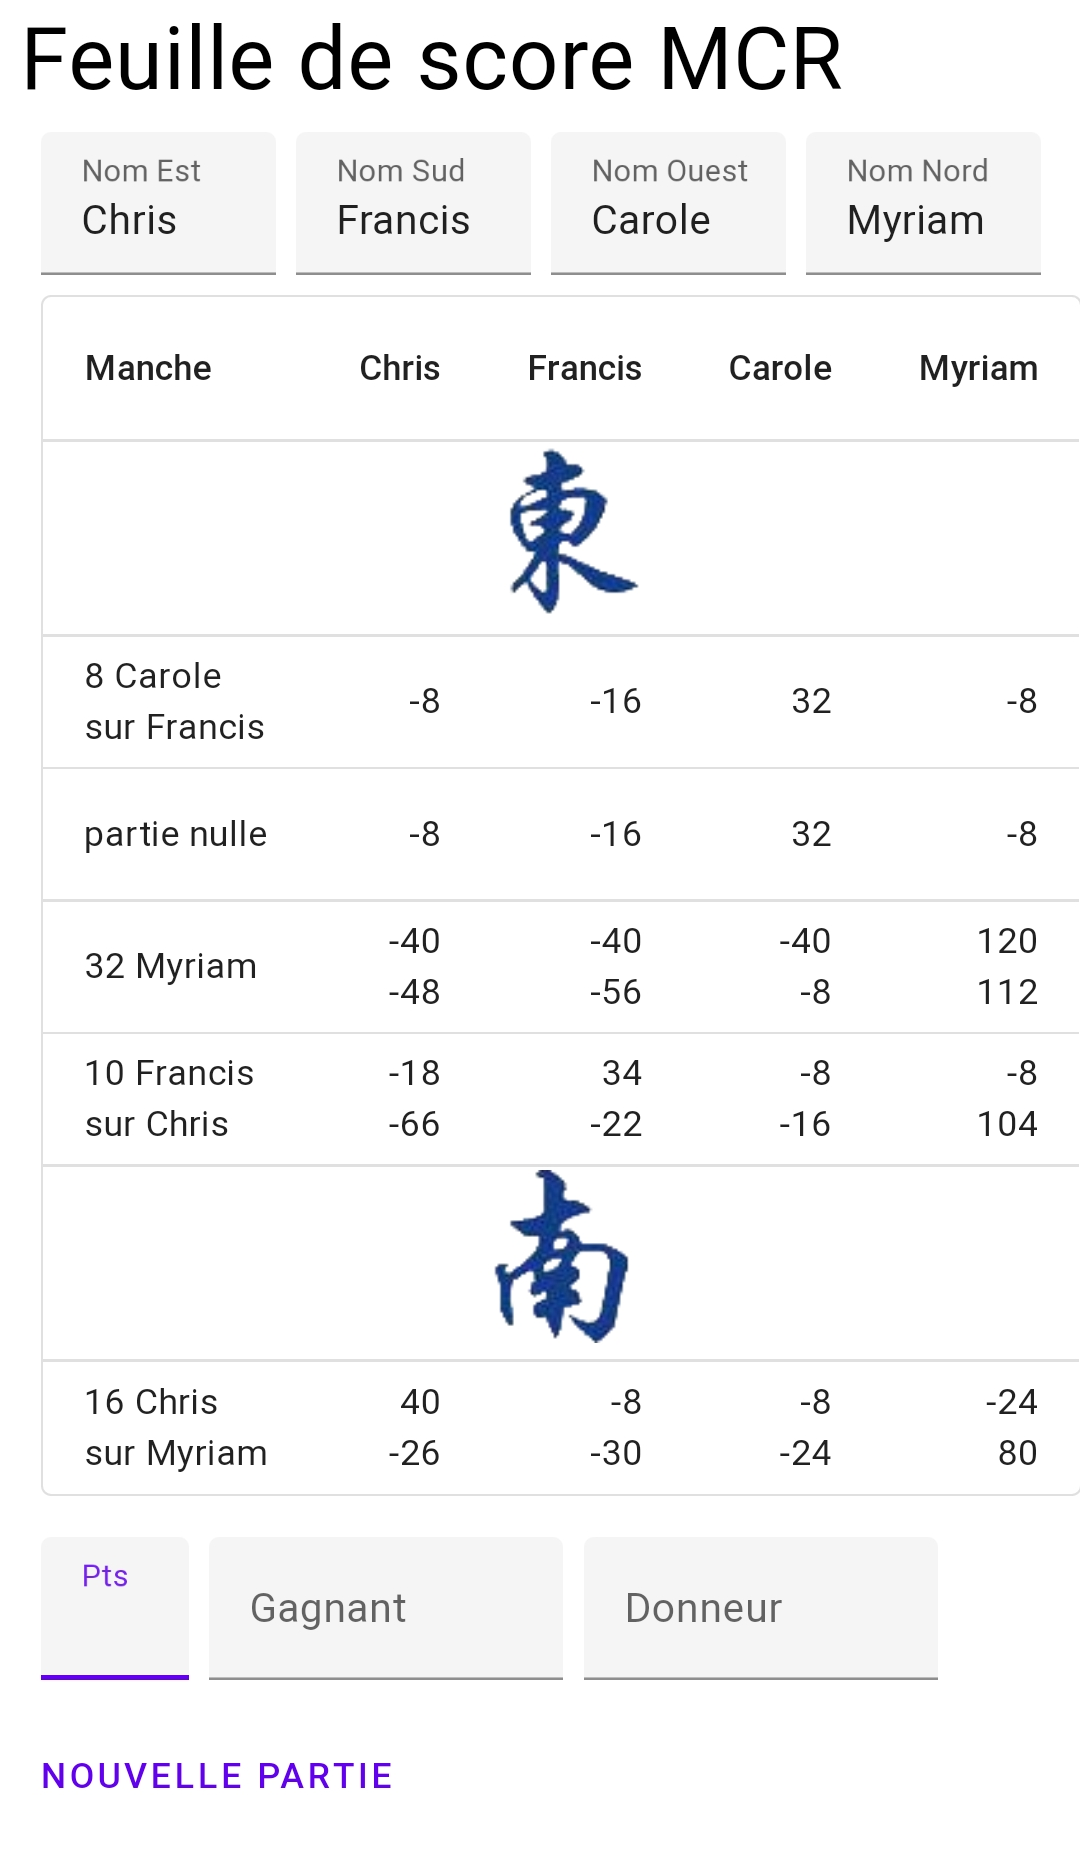 Feuille de score MCR
Nom Est Nom Sud Nom Ouest Nom Nord
Chris Francis Carole Myriam
Manche Chris Francis Carole Myriam
東
8 Carole
sur Francis -8 -16 32 -8
partie nulle -8 -16 32 -8
32 Myriam -40 -40 -40 120
-48 -56 -8 112
10 Francis -18 34 -8 -8
sur Chris -66 -22 -16 104
南
16 Chris 40 -8 -8 -24
sur Myriam -26 -30 -24 80
Pts Gagnant Donneur
NOUVELLE PARTIE